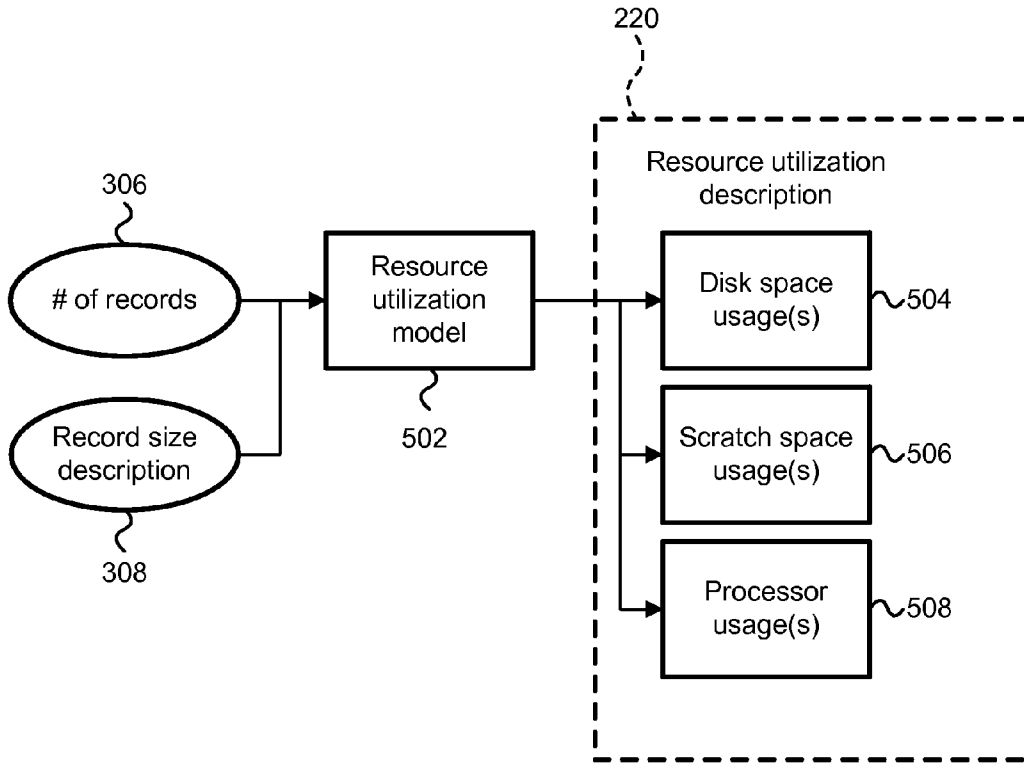 220
Resource utilization
description
306
# of records
Resource
utilization
model
502
Record size
description
308
Disk space
usage(s)
504
Scratch space
usage(s)
506
Processor
usage(s)
508